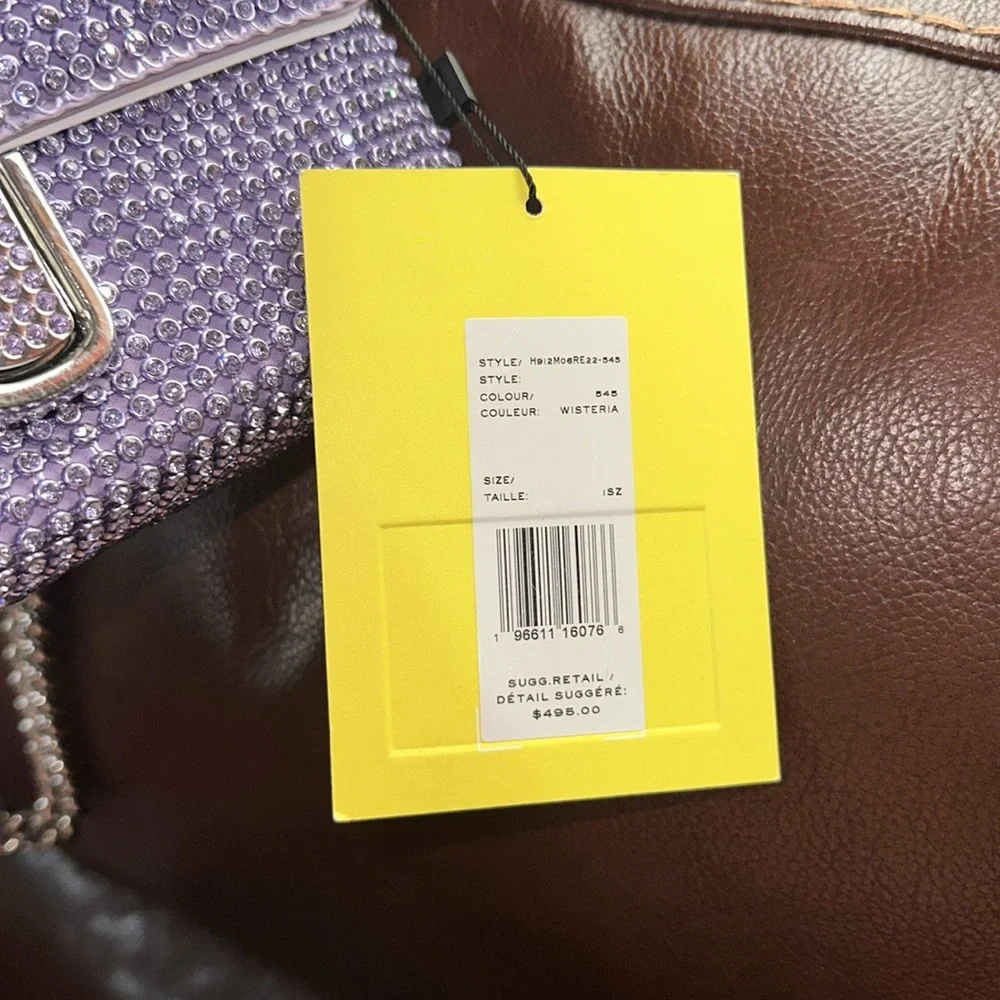 STYLE/ H912M06RE22-545
STYLE:
COLOUR/ 545
COULEUR: WISTERIA
SIZE/
TAILLE: 1SZ
1 96611 16076 6
SUGG.RETAIL /
DÉTAIL SUGGÉRÉ:
$495.00